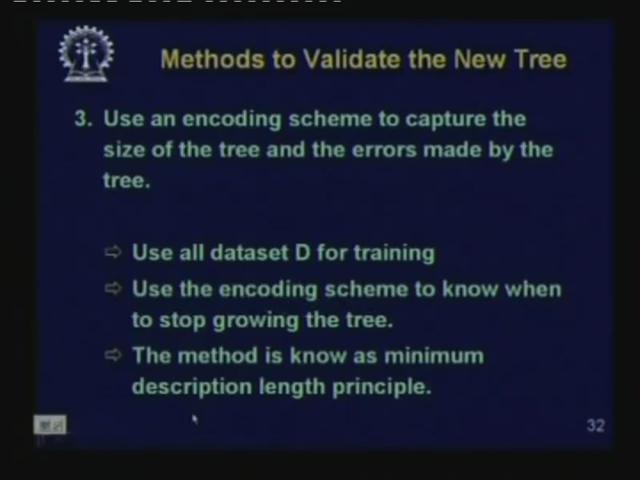 Methods to Validate the New Tree
3. Use an encoding scheme to capture the
size of the tree and the errors made by the
tree.
⇨ Use all dataset D for training
⇨ Use the encoding scheme to know when
to stop growing the tree.
⇨ The method is know as minimum
description length principle.
32